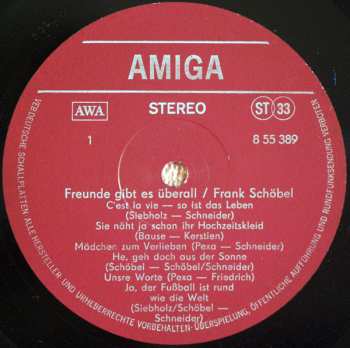 AMIGA
AWA
STEREO
ST 33
1
8 55 389
Freunde gibt es überall / Frank Schöbel
C'est la vie — so ist das Leben
(Siebholz — Schneider)
Sie näht ja schon ihr Hochzeitskleid
(Bause — Kerstien)
Mädchen zum Verlieben (Pexa — Schneider)
He, geh doch aus der Sonne
(Schöbel — Schöbel/Schneider)
Unsre Worte (Pexa — Friedrich)
Ja, der Fußball ist rund
wie die Welt
(Siebholz/Schöbel —
Schneider)
VEB DEUTSCHE SCHALLPLATTEN ALLE HERSTELLER- UND URHEBERRECHTE VORBEHALTEN · ÜBERSPIELUNG, ÖFFENTLICHE AUFFÜHRUNG UND RUNDFUNKSENDUNG VERBOTEN